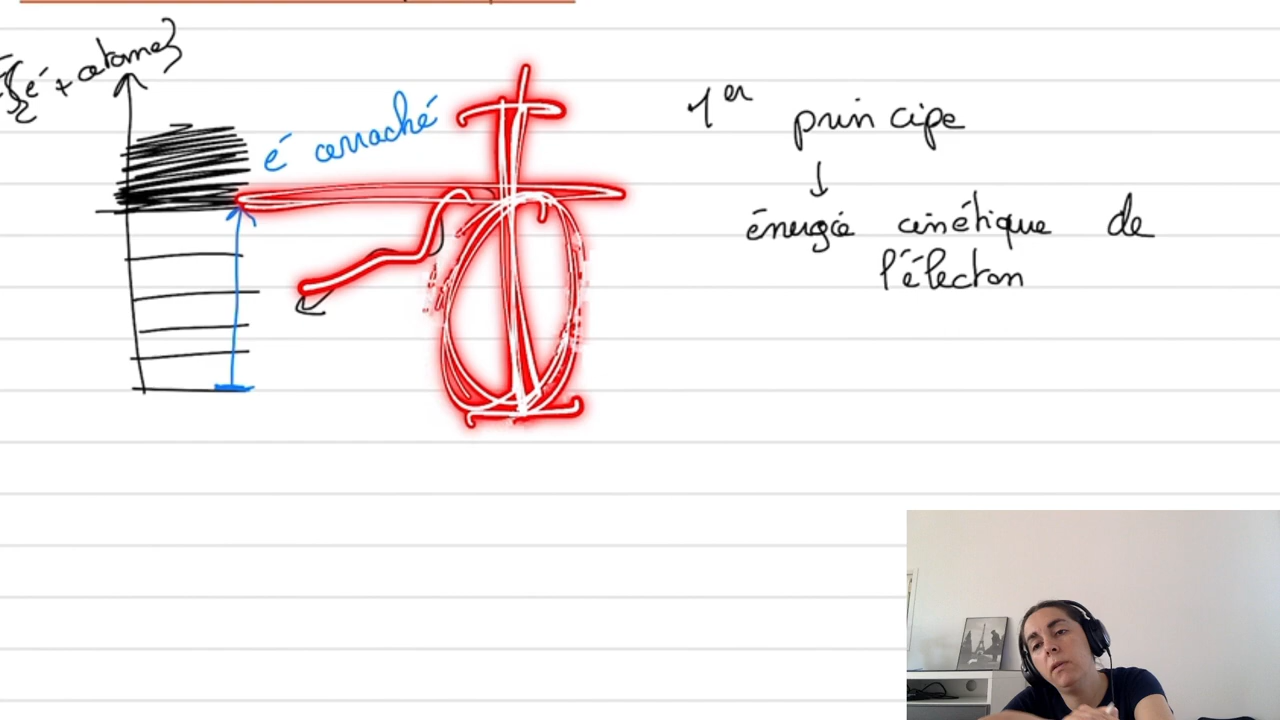 {é + atome}
é arraché
1er principe
↓
énergie cinétique de
l'électron